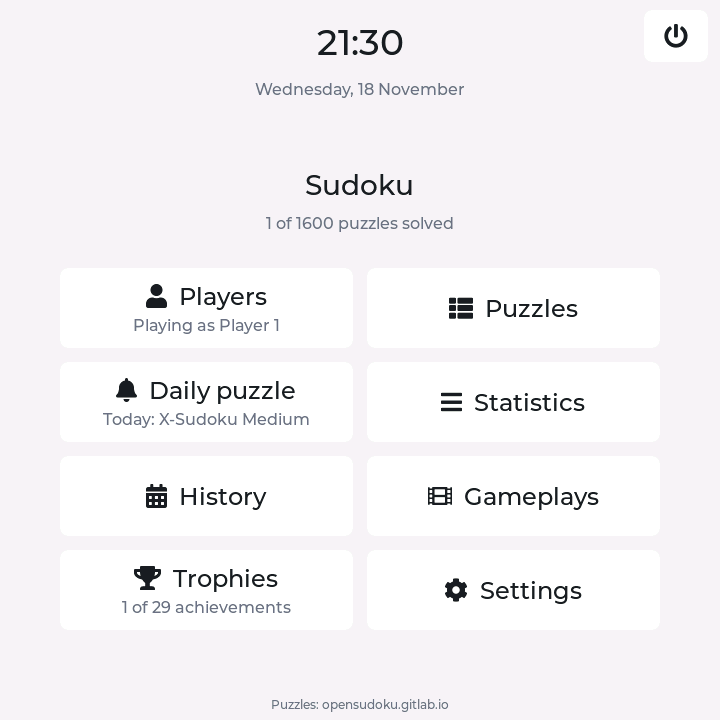 21:30
Wednesday, 18 November
Sudoku
1 of 1600 puzzles solved
Players
Playing as Player 1
Puzzles
Daily puzzle
Today: X-Sudoku Medium
Statistics
History
Gameplays
Trophies
1 of 29 achievements
Settings
Puzzles: opensudoku.gitlab.io